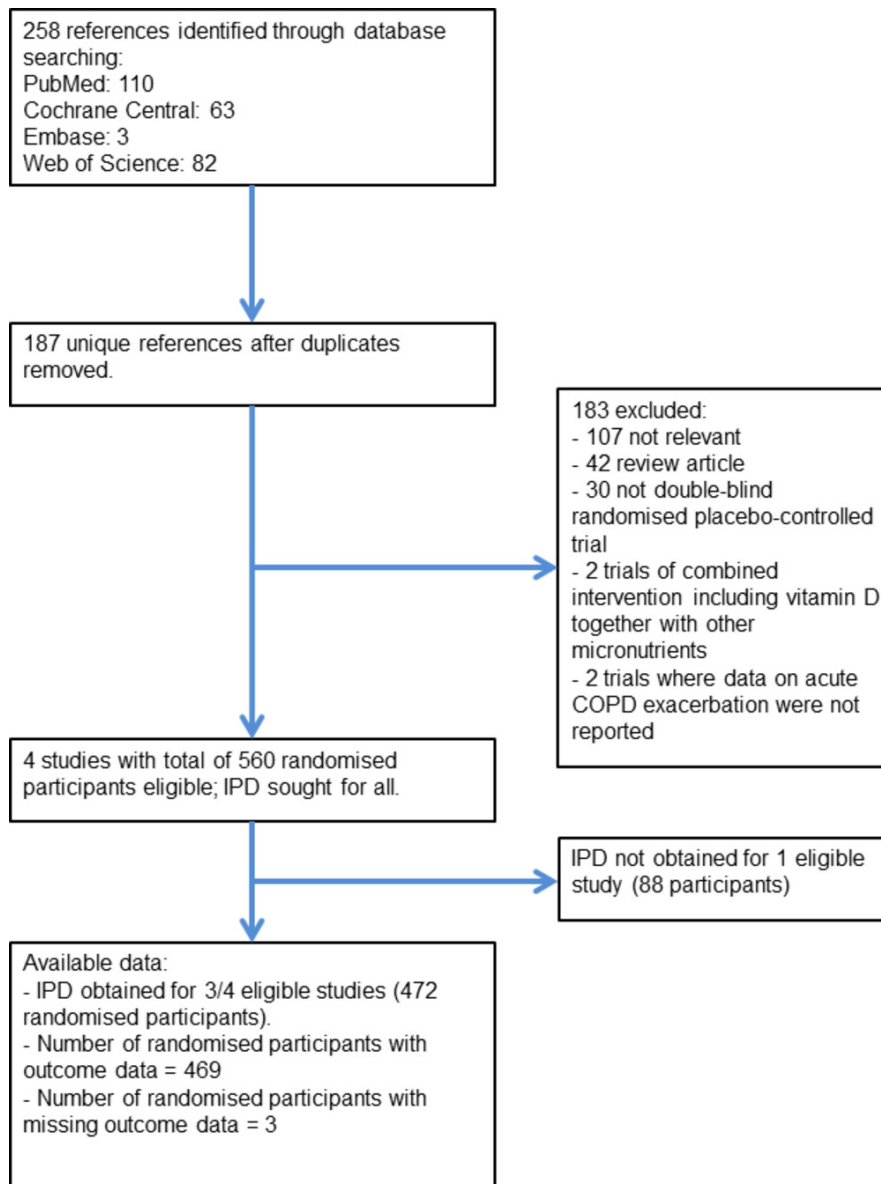 258 references identified through database
searching:
PubMed: 110
Cochrane Central: 63
Embase: 3
Web of Science: 82
187 unique references after duplicates
removed.
183 excluded:
- 107 not relevant
- 42 review article
- 30 not double-blind
randomised placebo-controlled
trial
- 2 trials of combined
intervention including vitamin D
together with other
micronutrients
- 2 trials where data on acute
COPD exacerbation were not
reported
4 studies with total of 560 randomised
participants eligible; IPD sought for all.
IPD not obtained for 1 eligible
study (88 participants)
Available data:
- IPD obtained for 3/4 eligible studies (472
randomised participants).
- Number of randomised participants with
outcome data = 469
- Number of randomised participants with
missing outcome data = 3